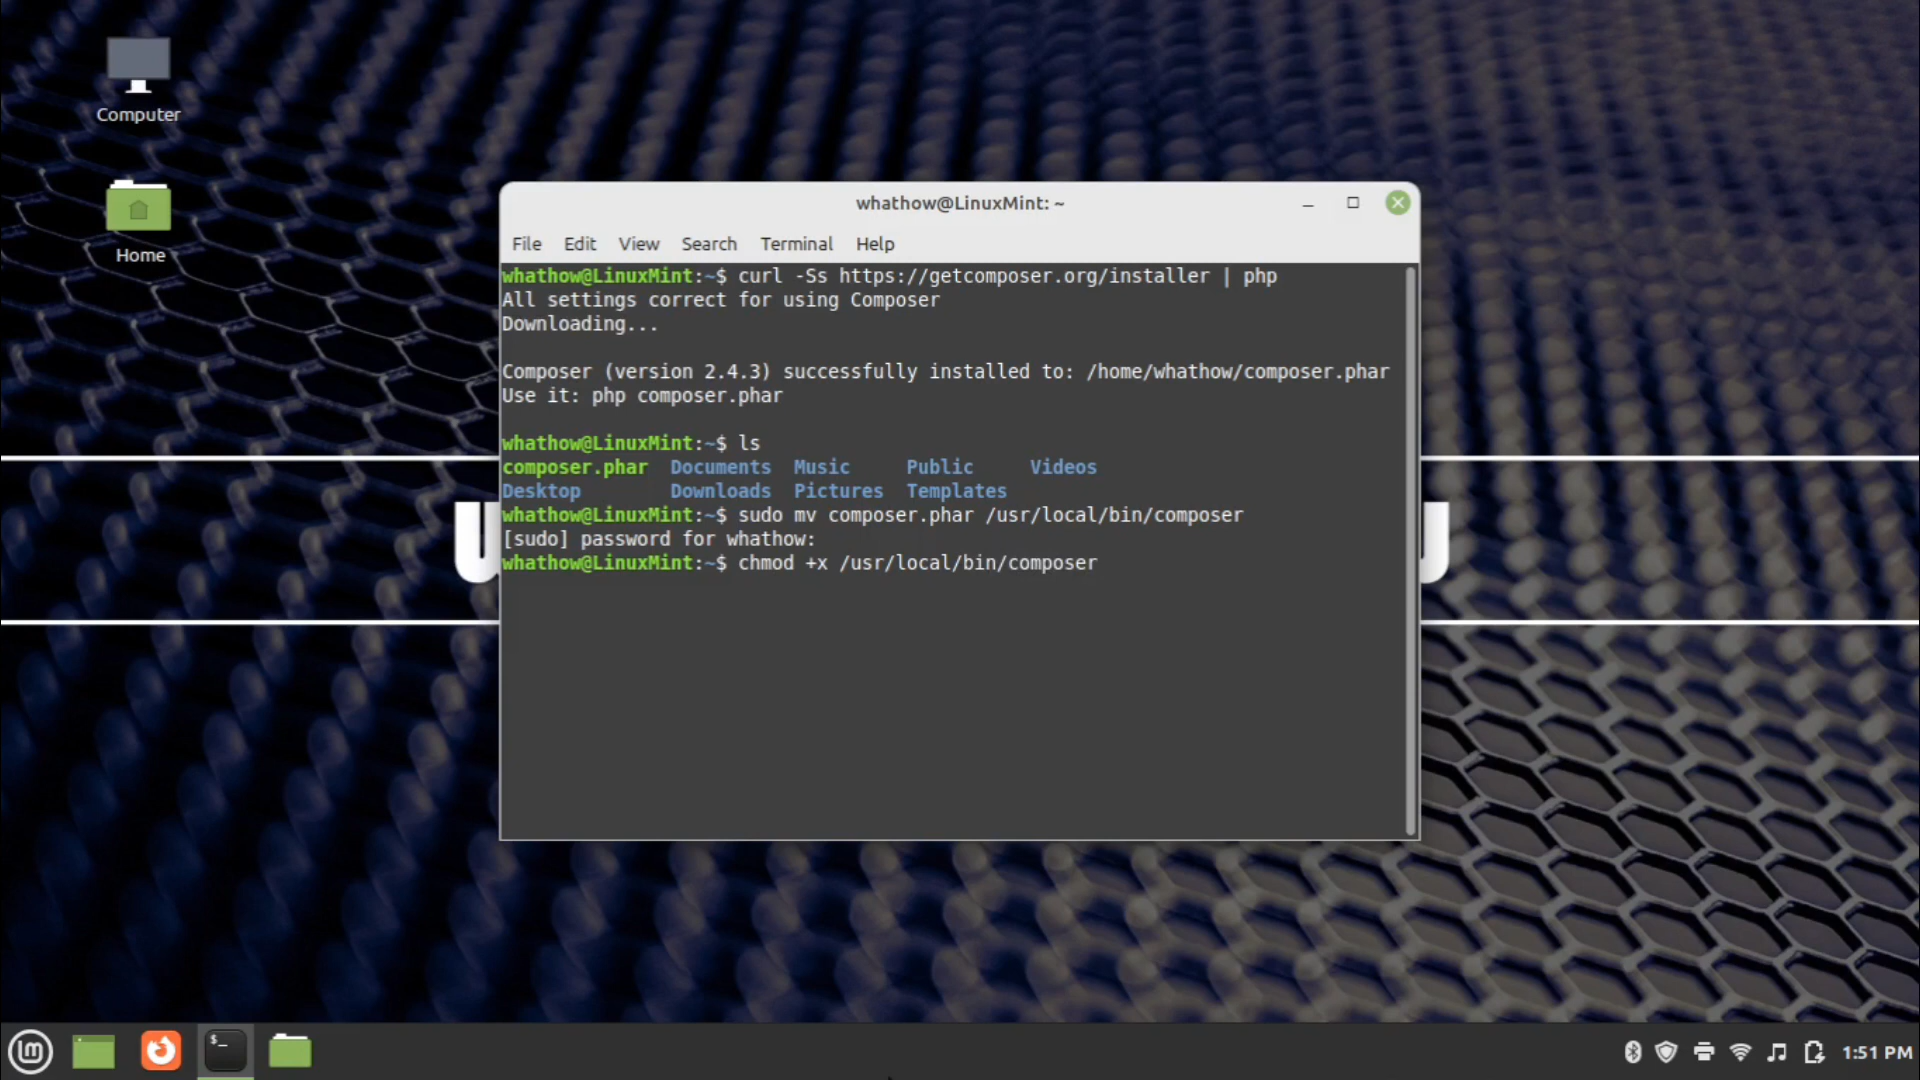 Computer
Home
whathow@LinuxMint: ~
File Edit View Search Terminal Help
whathow@LinuxMint:~$ curl -Ss https://getcomposer.org/installer | php
All settings correct for using Composer
Downloading...
Composer (version 2.4.3) successfully installed to: /home/whathow/composer.phar
Use it: php composer.phar
whathow@LinuxMint:~$ ls
composer.phar Documents Music Public Videos
Desktop Downloads Pictures Templates
whathow@LinuxMint:~$ sudo mv composer.phar /usr/local/bin/composer
[sudo] password for whathow:
whathow@LinuxMint:~$ chmod +x /usr/local/bin/composer
$_
1:51 PM